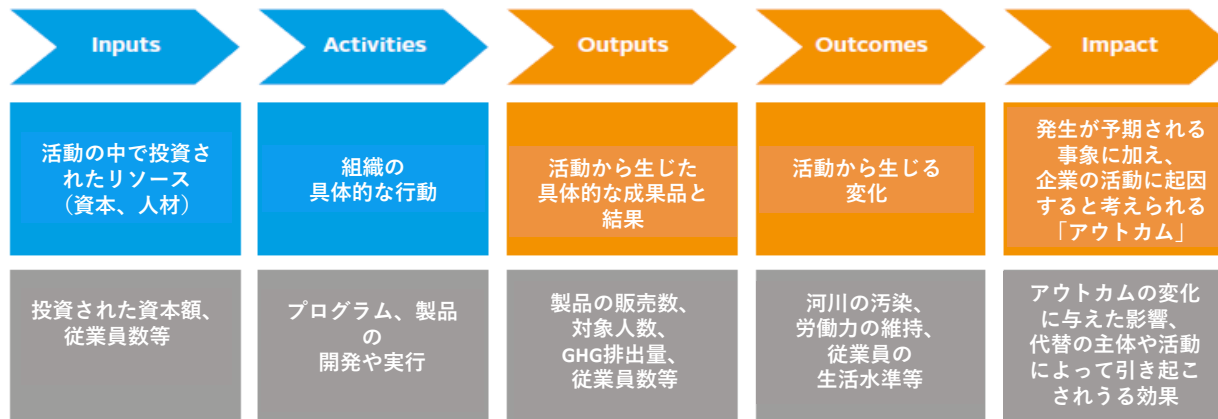 Inputs
Activities
Outputs
Outcomes
Impact
活動の中で投資さ
れたリソース
（資本、人材）
組織の
具体的な行動
活動から生じた
具体的な成果品と
結果
活動から生じる
変化
発生が予期される
事象に加え、
企業の活動に起因
すると考えられる
「アウトカム」
投資された資本額、
従業員数等
プログラム、製品
の
開発や実行
製品の販売数、
対象人数、
GHG排出量、
従業員数等
河川の汚染、
労働力の維持、
従業員の
生活水準等
アウトカムの変化
に与えた影響、
代替の主体や活動
によって引き起こ
されうる効果